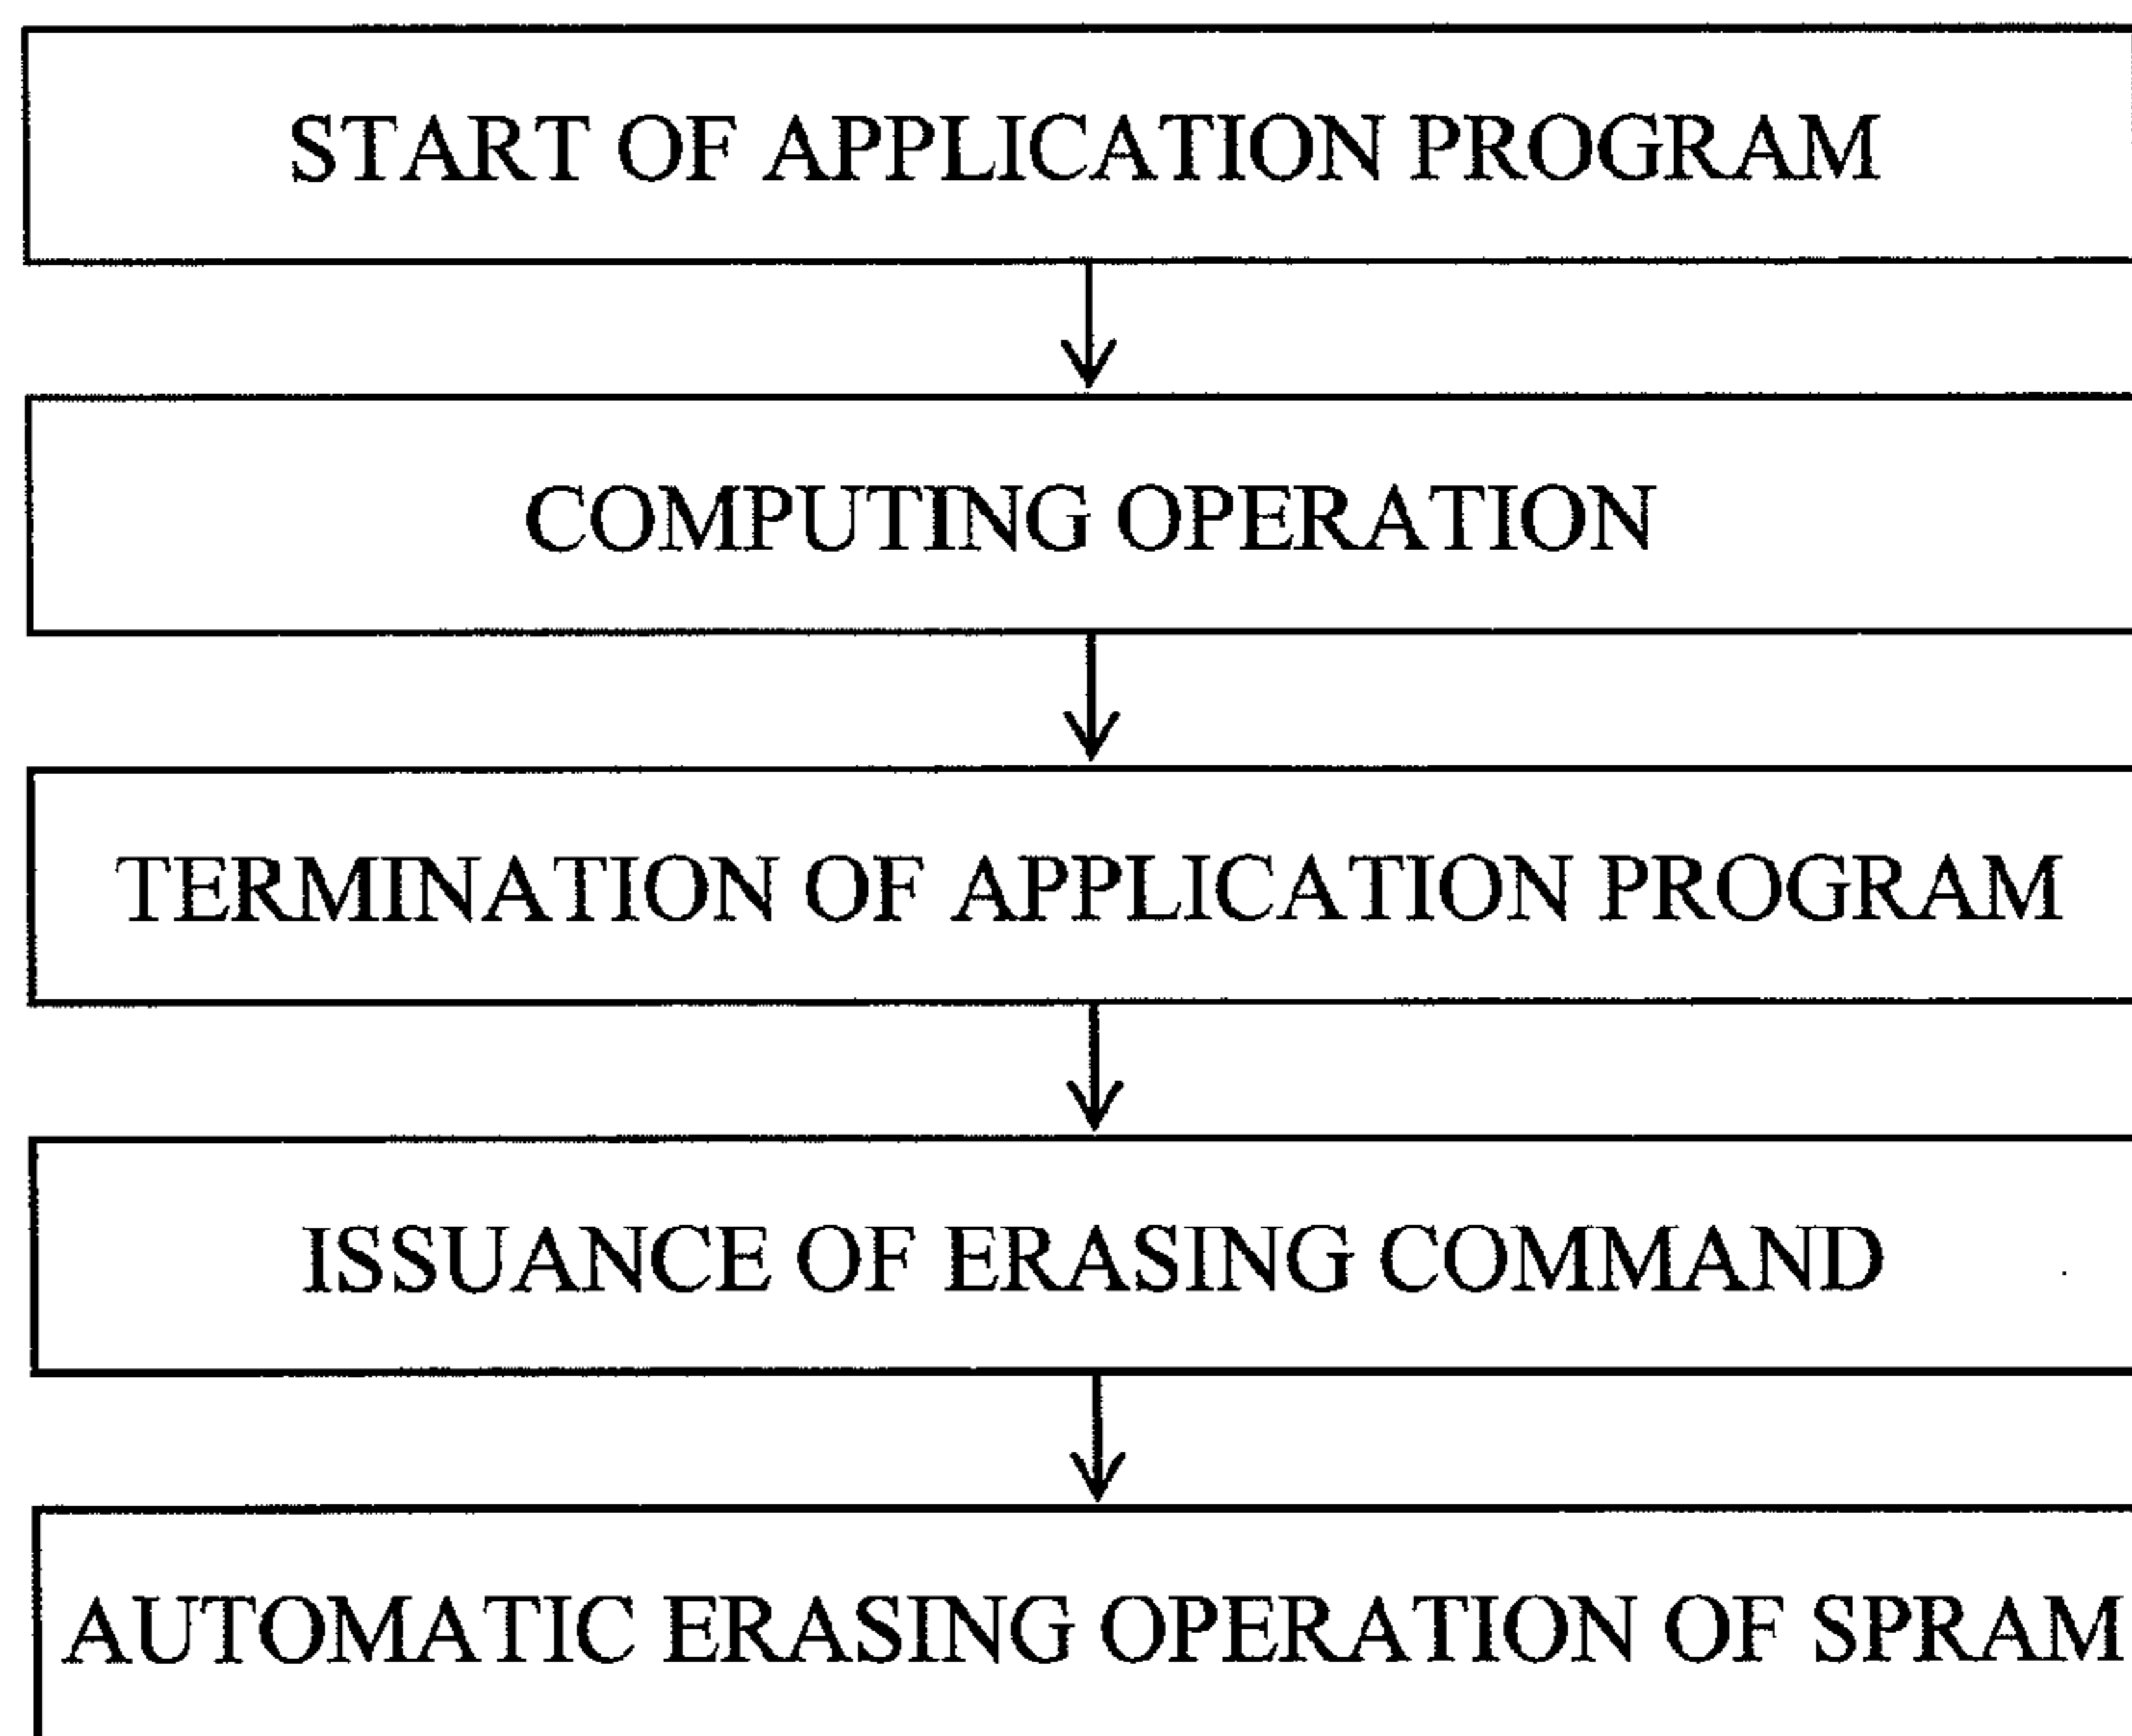 START OF APPLICATION PROGRAM
COMPUTING OPERATION
TERMINATION OF APPLICATION PROGRAM
ISSUANCE OF ERASING COMMAND
AUTOMATIC ERASING OPERATION OF SPRAM